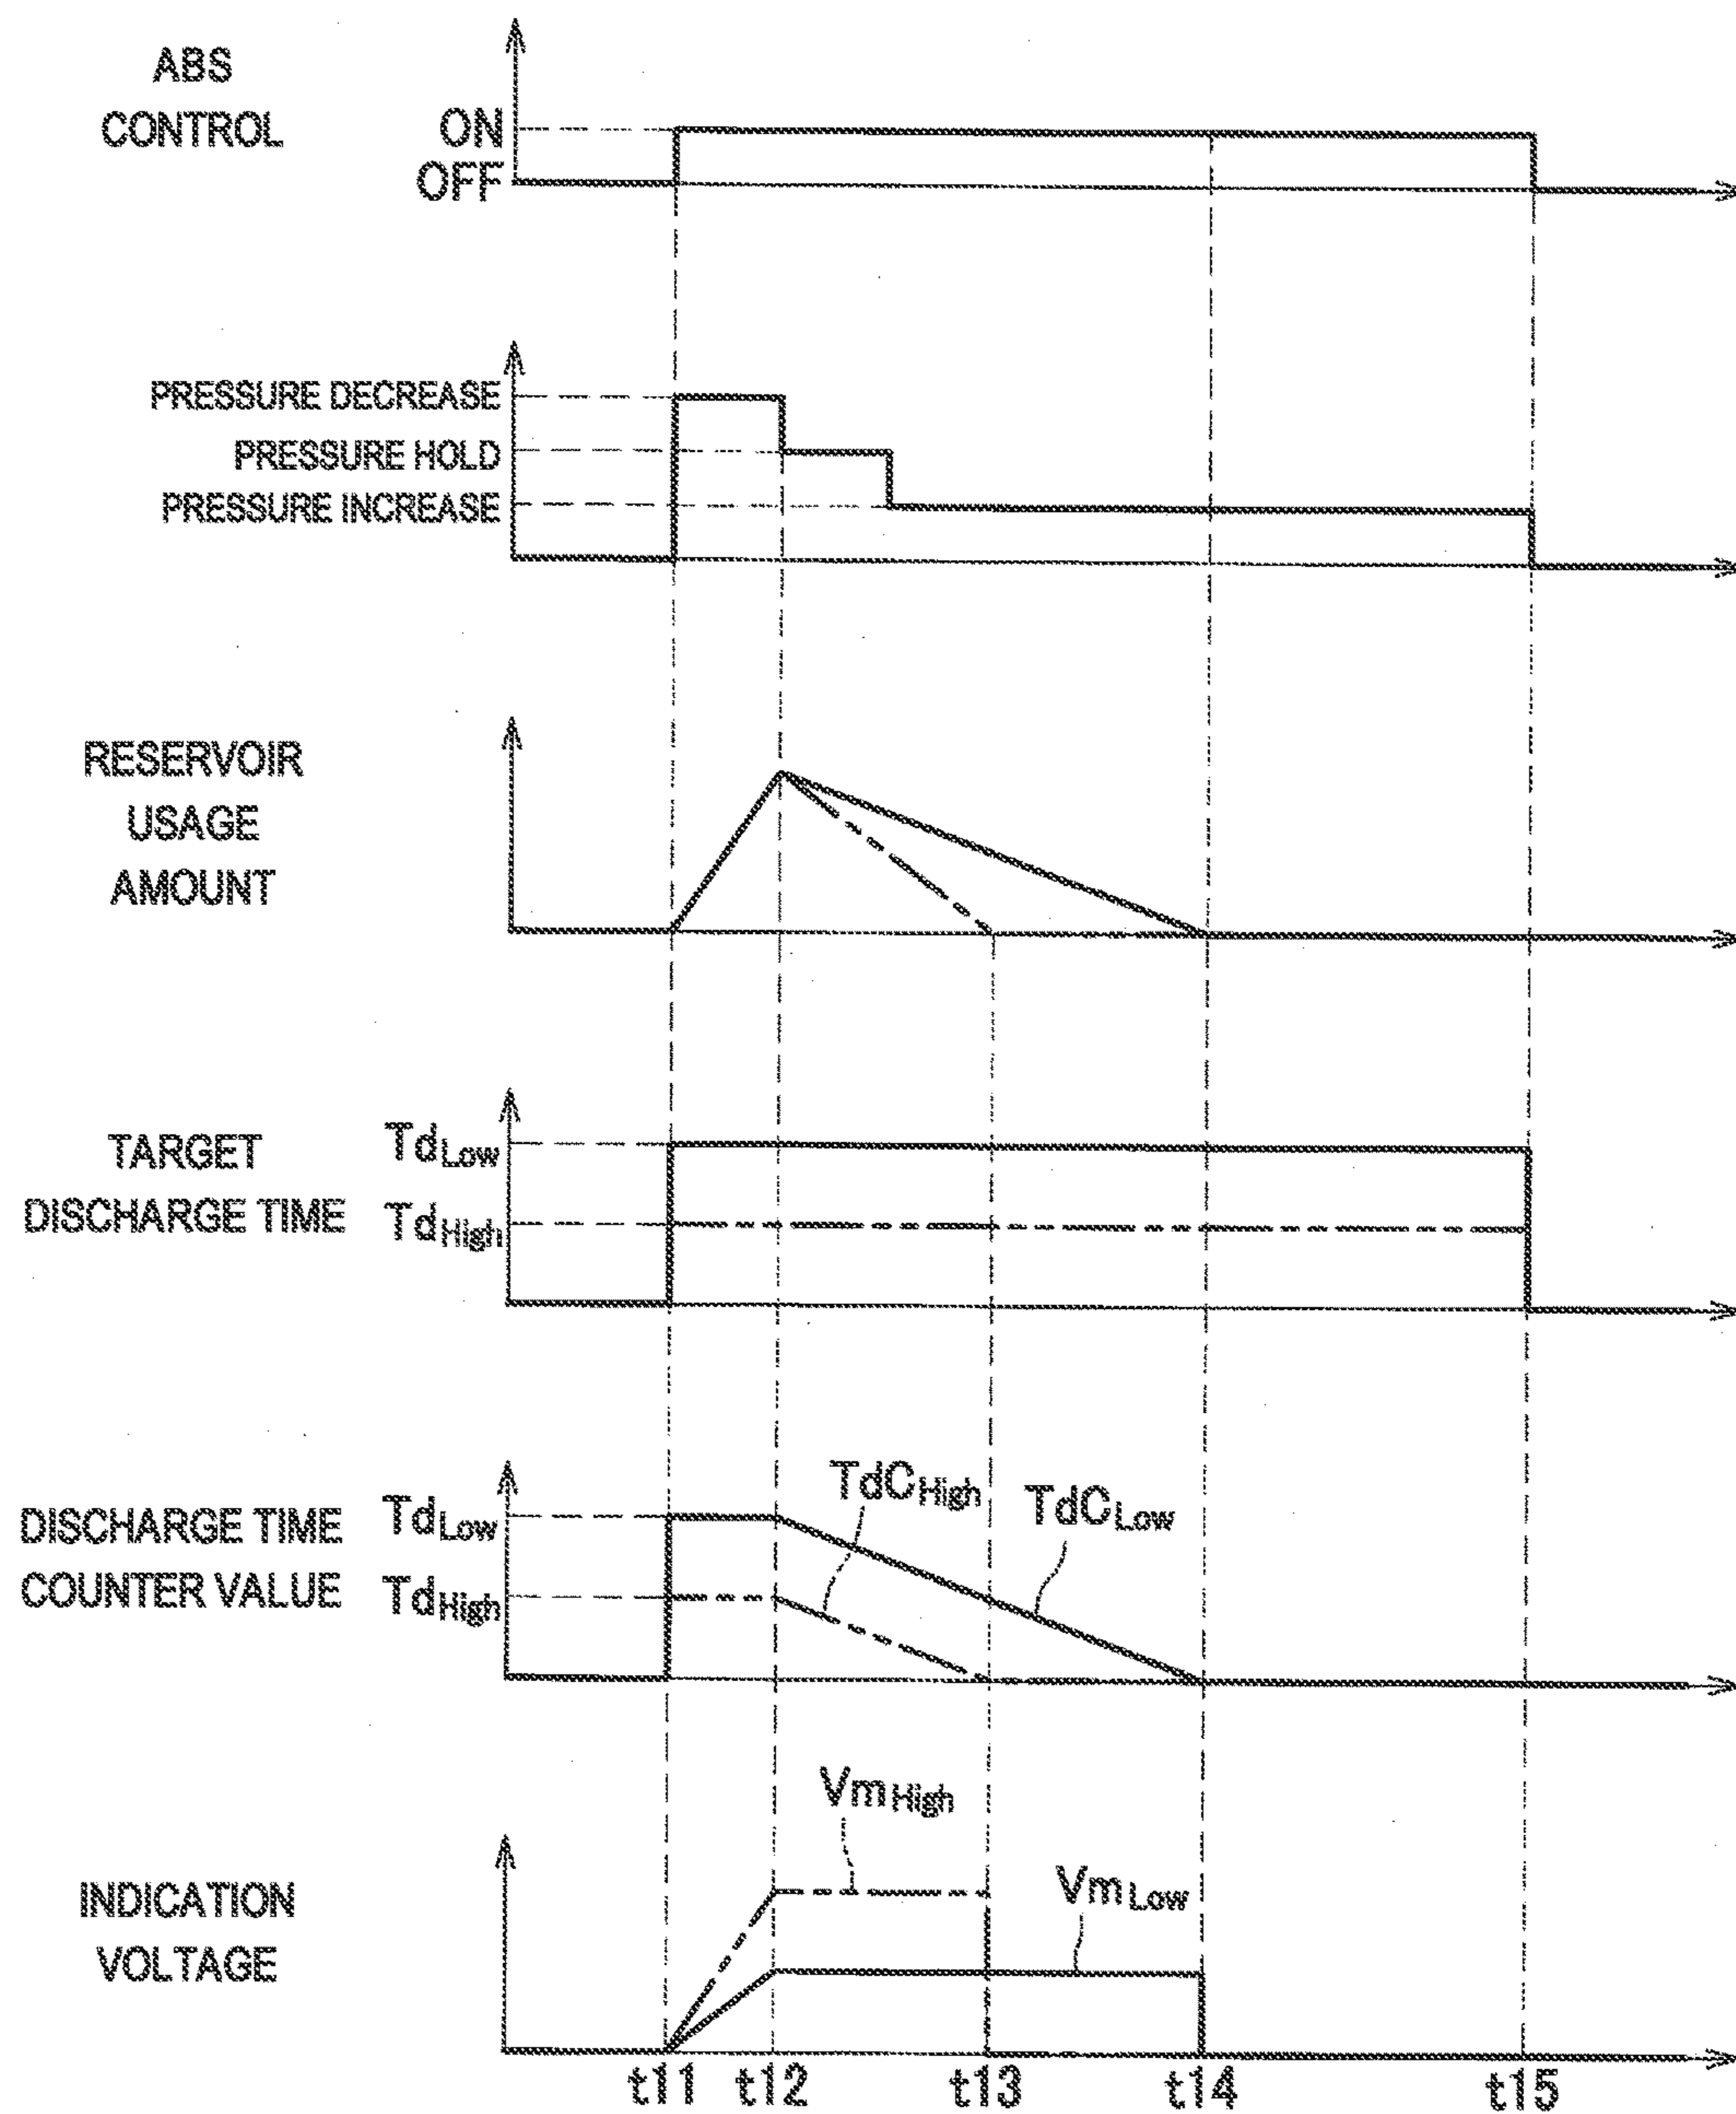 ABS
CONTROL
ON
OFF
PRESSURE DECREASE
PRESSURE HOLD
PRESSURE INCREASE
RESERVOIR
USAGE
AMOUNT
TARGET
DISCHARGE TIME
TdLow
TdHigh
DISCHARGE TIME
COUNTER VALUE
TdLow
TdHigh
TdCHigh
TdCLow
INDICATION
VOLTAGE
VmHigh
VmLow
t11 t12 t13 t14 t15